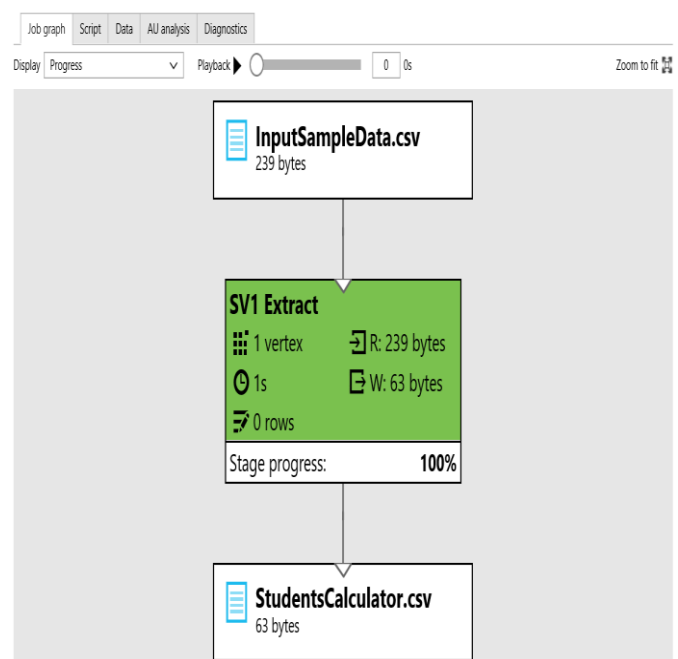 Job graph Script Data AU analysis Diagnostics
Display Progress Playback 0 0s Zoom to fit
InputSampleData.csv
239 bytes
SV1 Extract
1 vertex R: 239 bytes
1s W: 63 bytes
0 rows
Stage progress: 100%
StudentsCalculator.csv
63 bytes